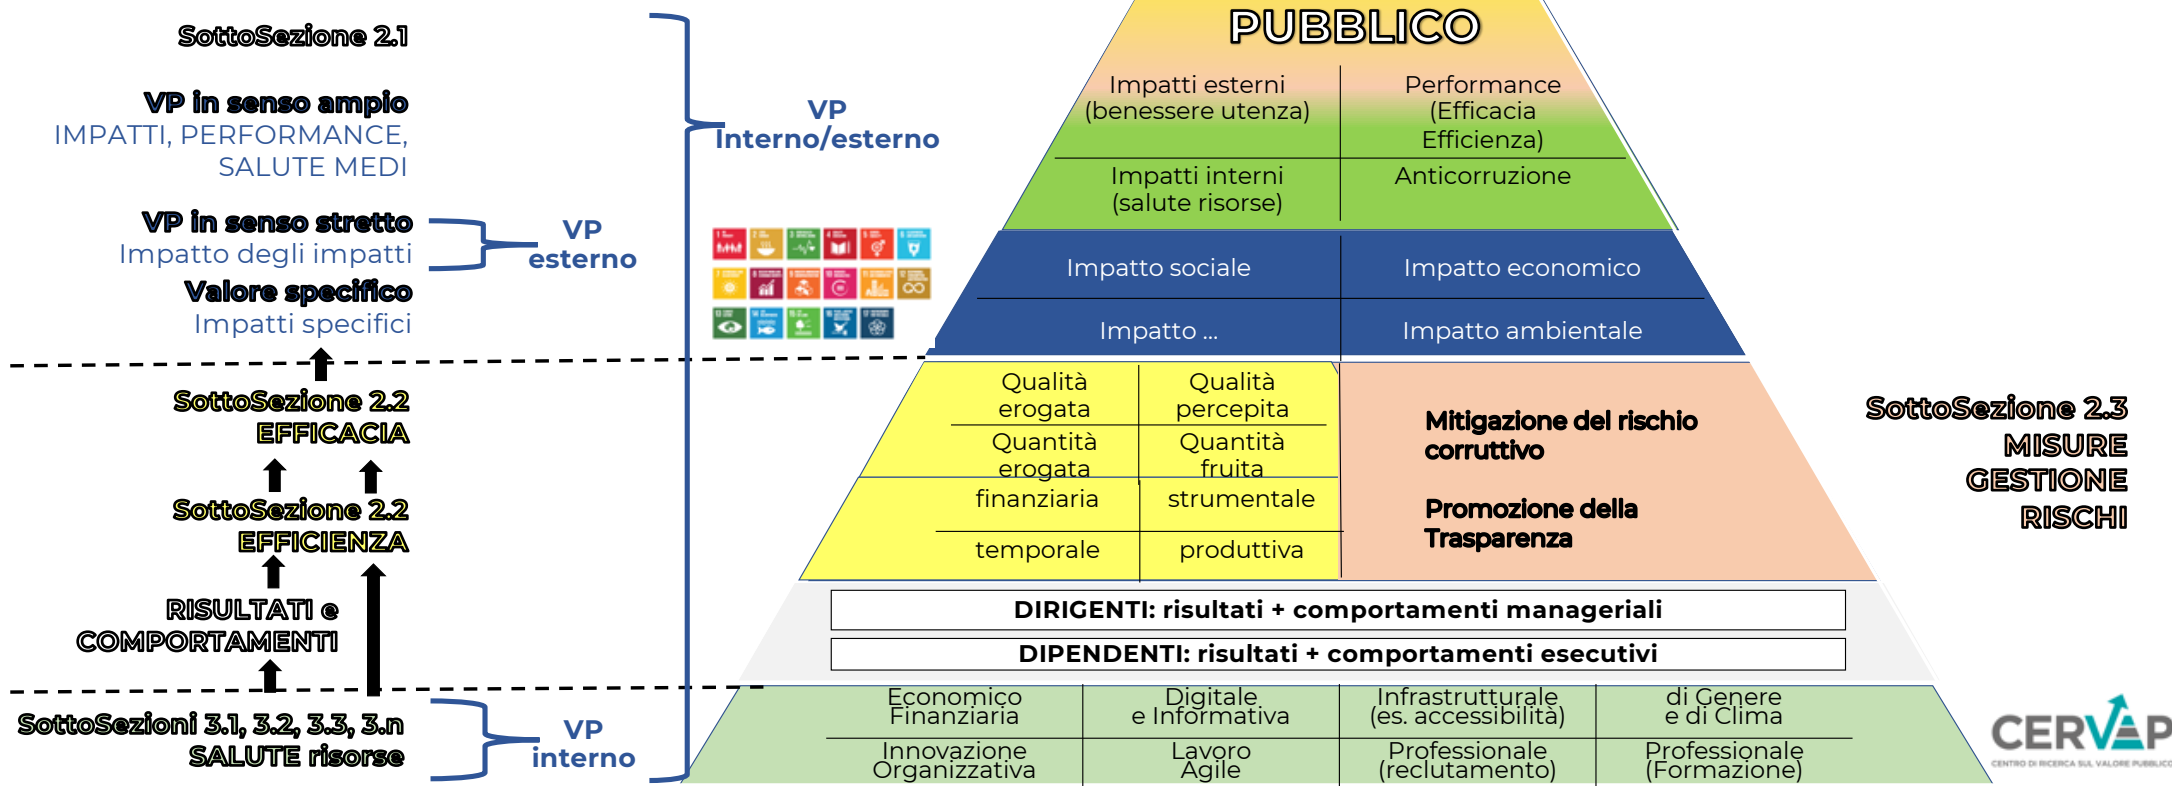 SottoSezione 2.1
VP in senso ampio
IMPATTI, PERFORMANCE,
SALUTE MEDI
VP in senso stretto
Impatto degli impatti
Valore specifico
Impatti specifici
SottoSezione 2.2
EFFICACIA
SottoSezione 2.2
EFFICIENZA
RISULTATI e
COMPORTAMENTI
SottoSezioni 3.1, 3.2, 3.3, 3.n
SALUTE risorse
VP
esterno
VP
interno
VP
Interno/esterno
PUBBLICO
Impatti esterni
(benessere utenza)
Performance
(Efficacia
Efficienza)
Impatti interni
(salute risorse)
Anticorruzione
Impatto sociale
Impatto economico
Impatto ...
Impatto ambientale
Qualità
erogata
Qualità
percepita
Quantità
erogata
Quantità
fruita
finanziaria
strumentale
temporale
produttiva
Mitigazione del rischio
corruttivo
Promozione della
Trasparenza
SottoSezione 2.3
MISURE
GESTIONE
RISCHI
DIRIGENTI: risultati + comportamenti manageriali
DIPENDENTI: risultati + comportamenti esecutivi
Economico
Finanziaria
Digitale
e Informativa
Infrastrutturale
(es. accessibilità)
di Genere
e di Clima
Innovazione
Organizzativa
Lavoro
Agile
Professionale
(reclutamento)
Professionale
(Formazione)
CERVAP
CENTRO DI RICERCA SUL VALORE PUBBLICO